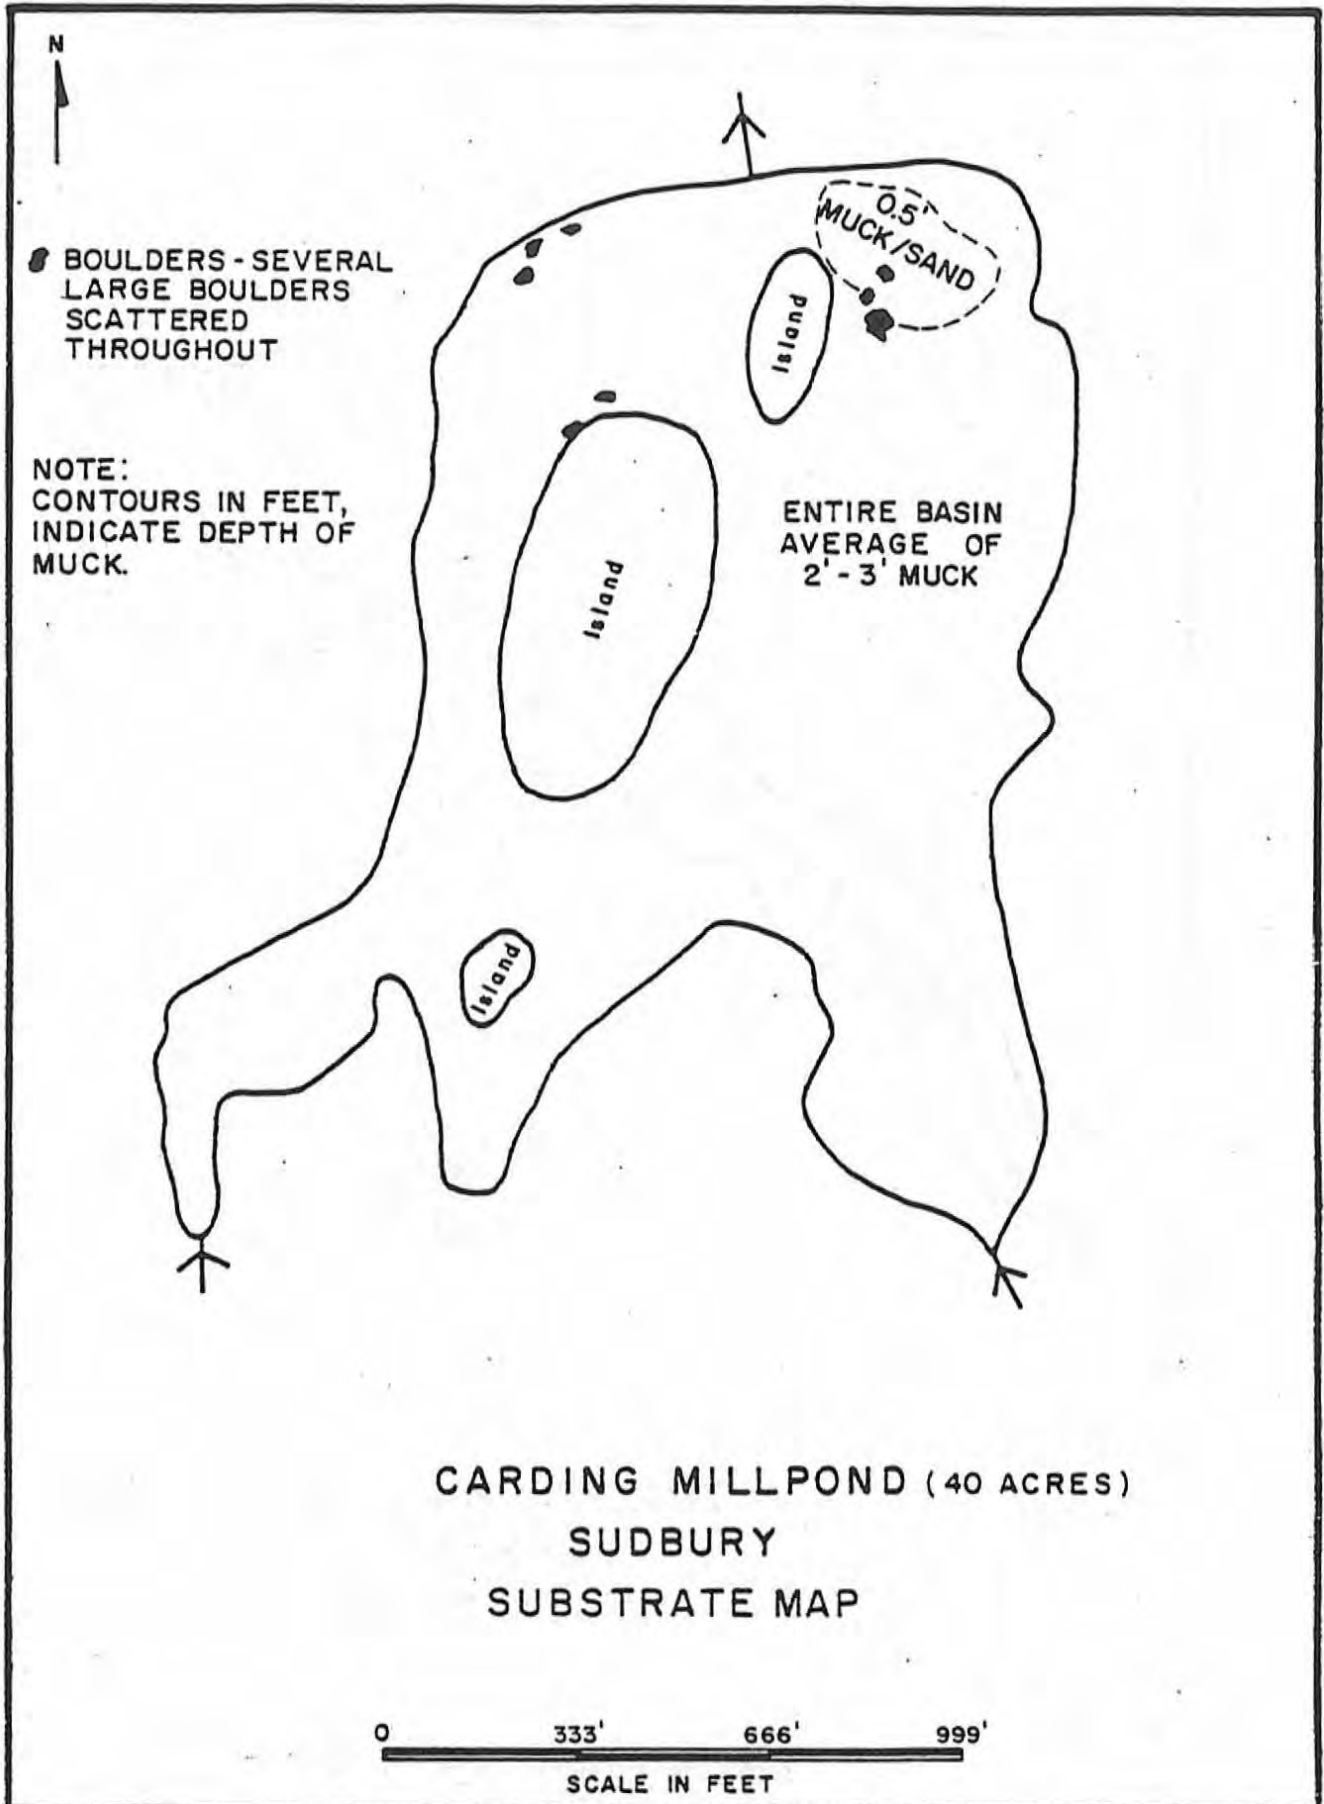 N
BOULDERS - SEVERAL
LARGE BOULDERS
SCATTERED
THROUGHOUT
0.5'
MUCK/SAND
Island
NOTE:
CONTOURS IN FEET,
INDICATE DEPTH OF
MUCK.
ENTIRE BASIN
AVERAGE OF
2'-3' MUCK
Island
Island
CARDING MILLPOND (40 ACRES)
SUDBURY
SUBSTRATE MAP
0 333' 666' 999'
SCALE IN FEET